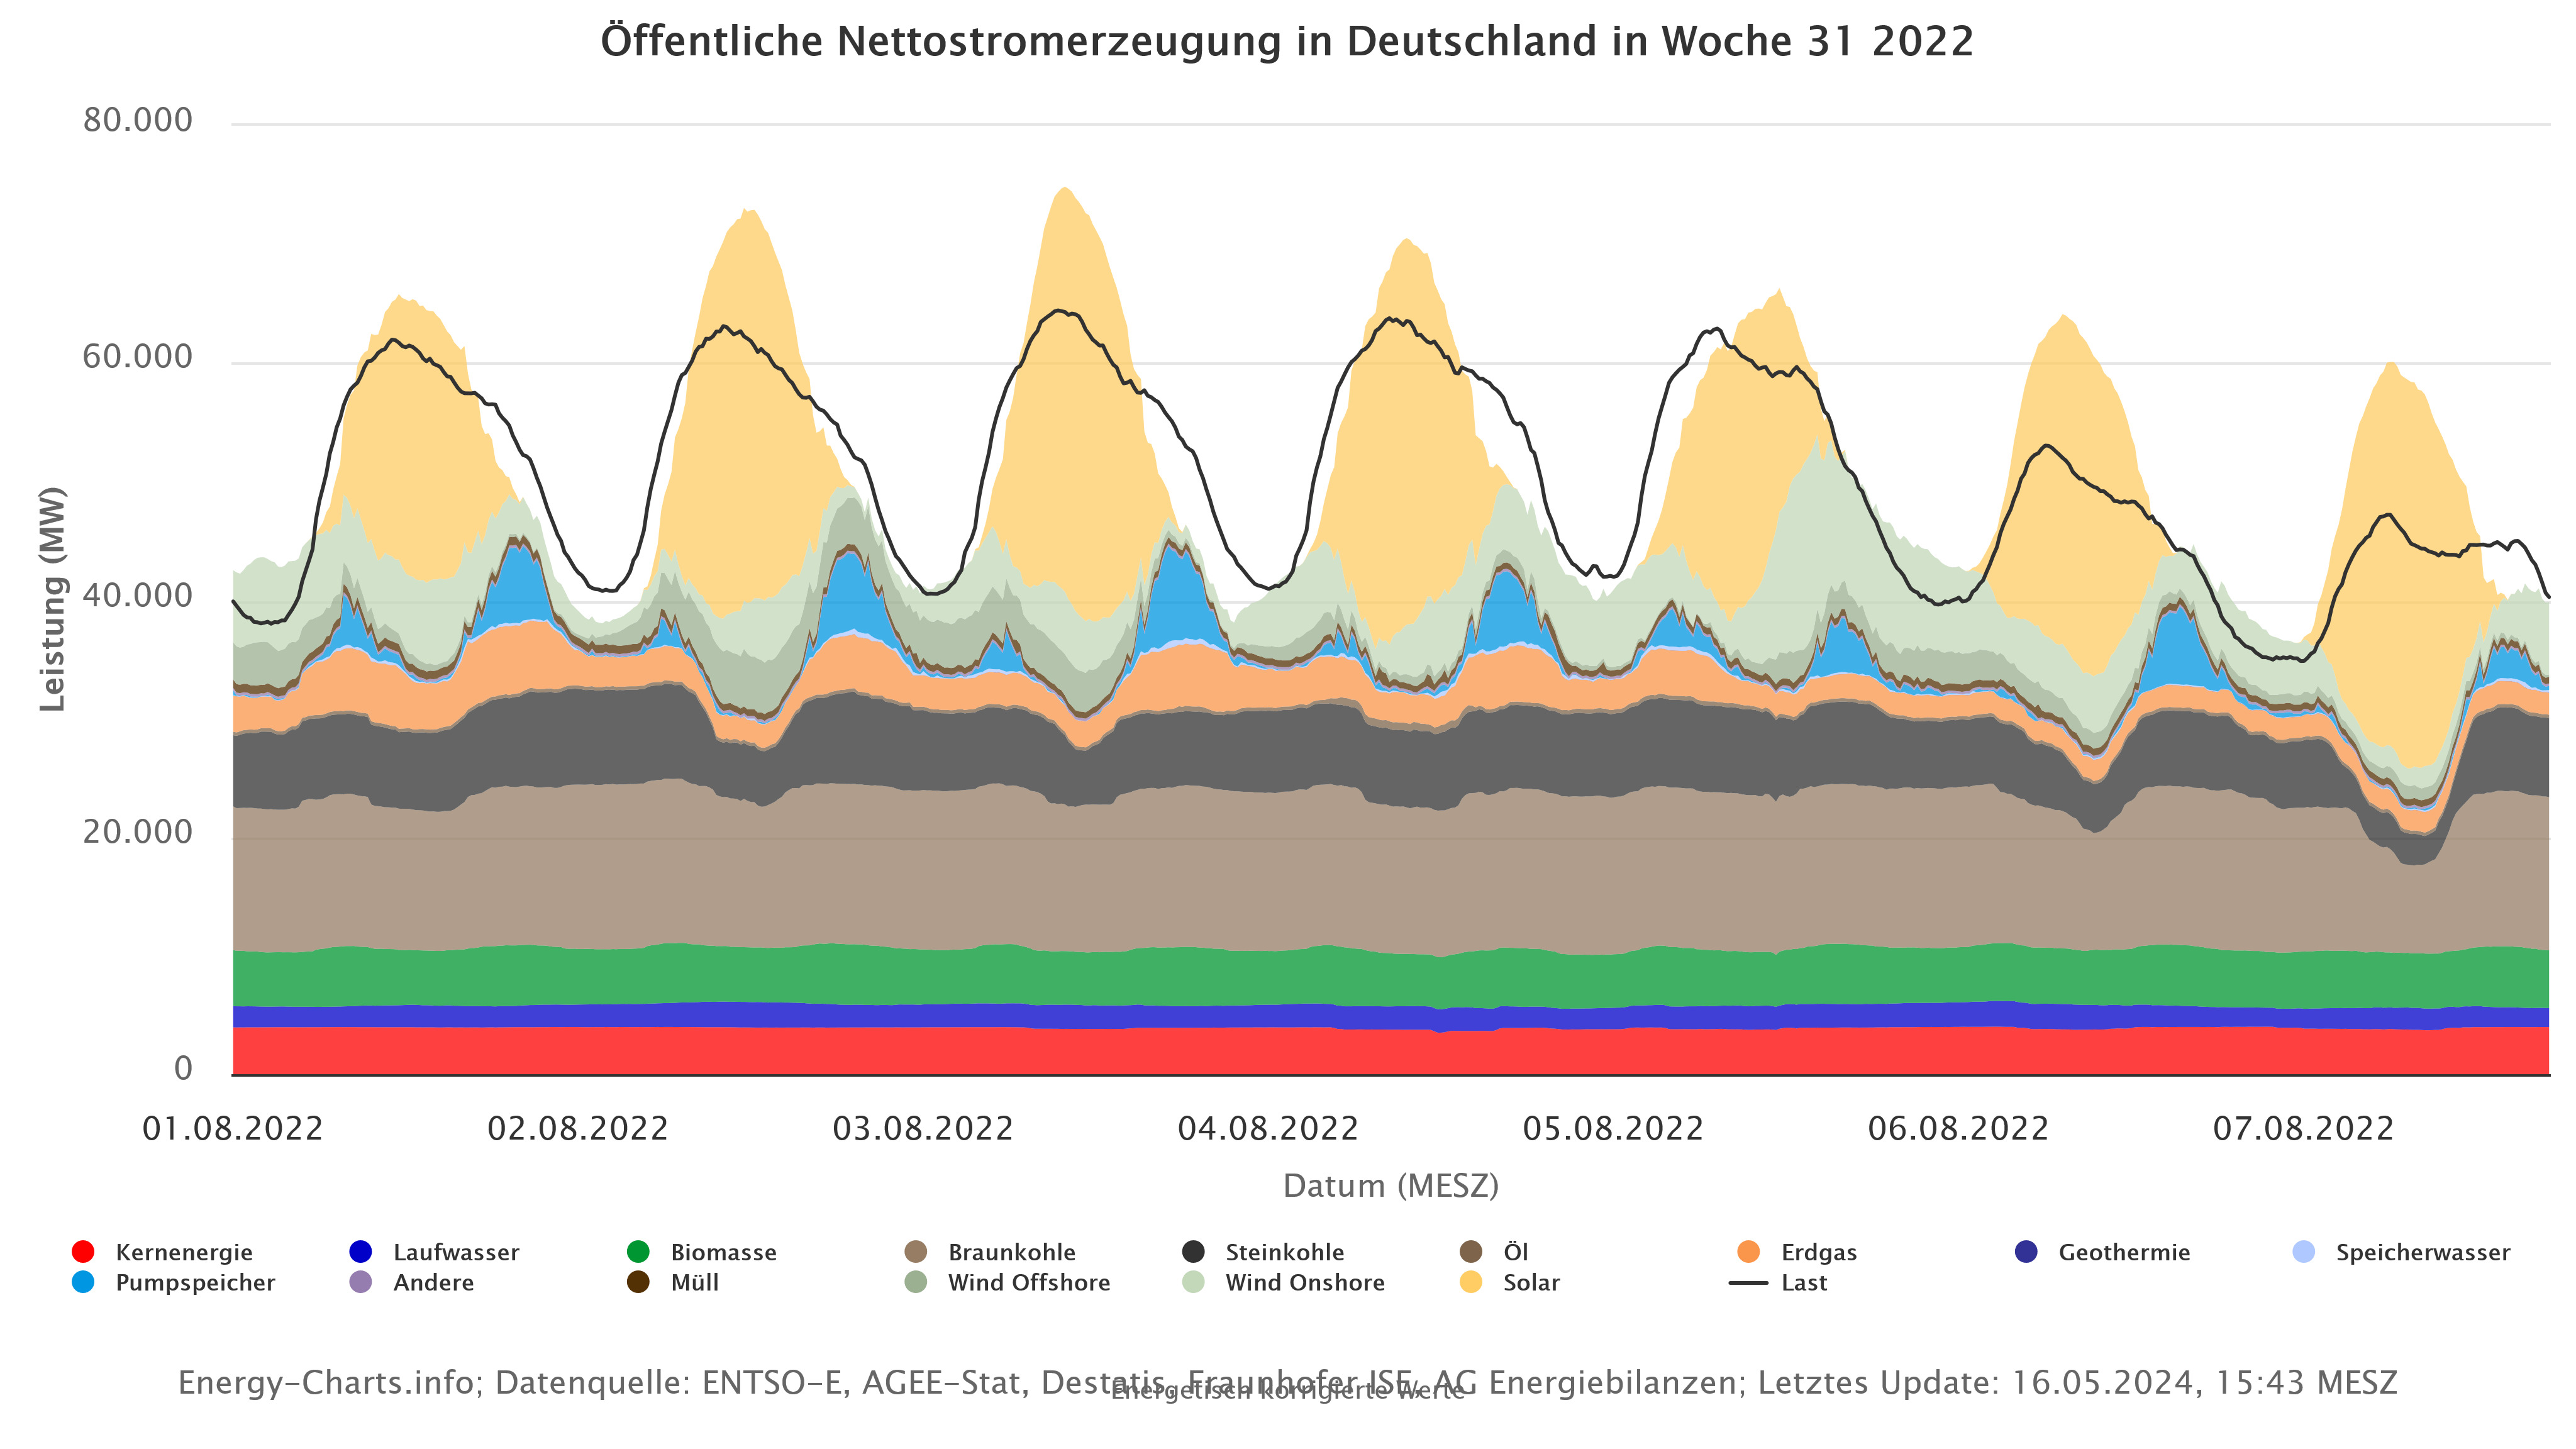 Öffentliche Nettostromerzeugung in Deutschland in Woche 31 2022
80.000
60.000
40.000
20.000
0
Leistung (MW)
01.08.2022 02.08.2022 03.08.2022 04.08.2022 05.08.2022 06.08.2022 07.08.2022
Datum (MESZ)
Kernenergie Laufwasser Biomasse Braunkohle Steinkohle Öl Erdgas Geothermie Speicherwasser
Pumpspeicher Andere Müll Wind Offshore Wind Onshore Solar Last
Energy-Charts.info; Datenquelle: ENTSO-E, AGEE-Stat, Destatis, Fraunhofer ISE, AG Energiebilanzen; Letztes Update: 16.05.2024, 15:43 MESZ
Energetisch korrigierte Werte